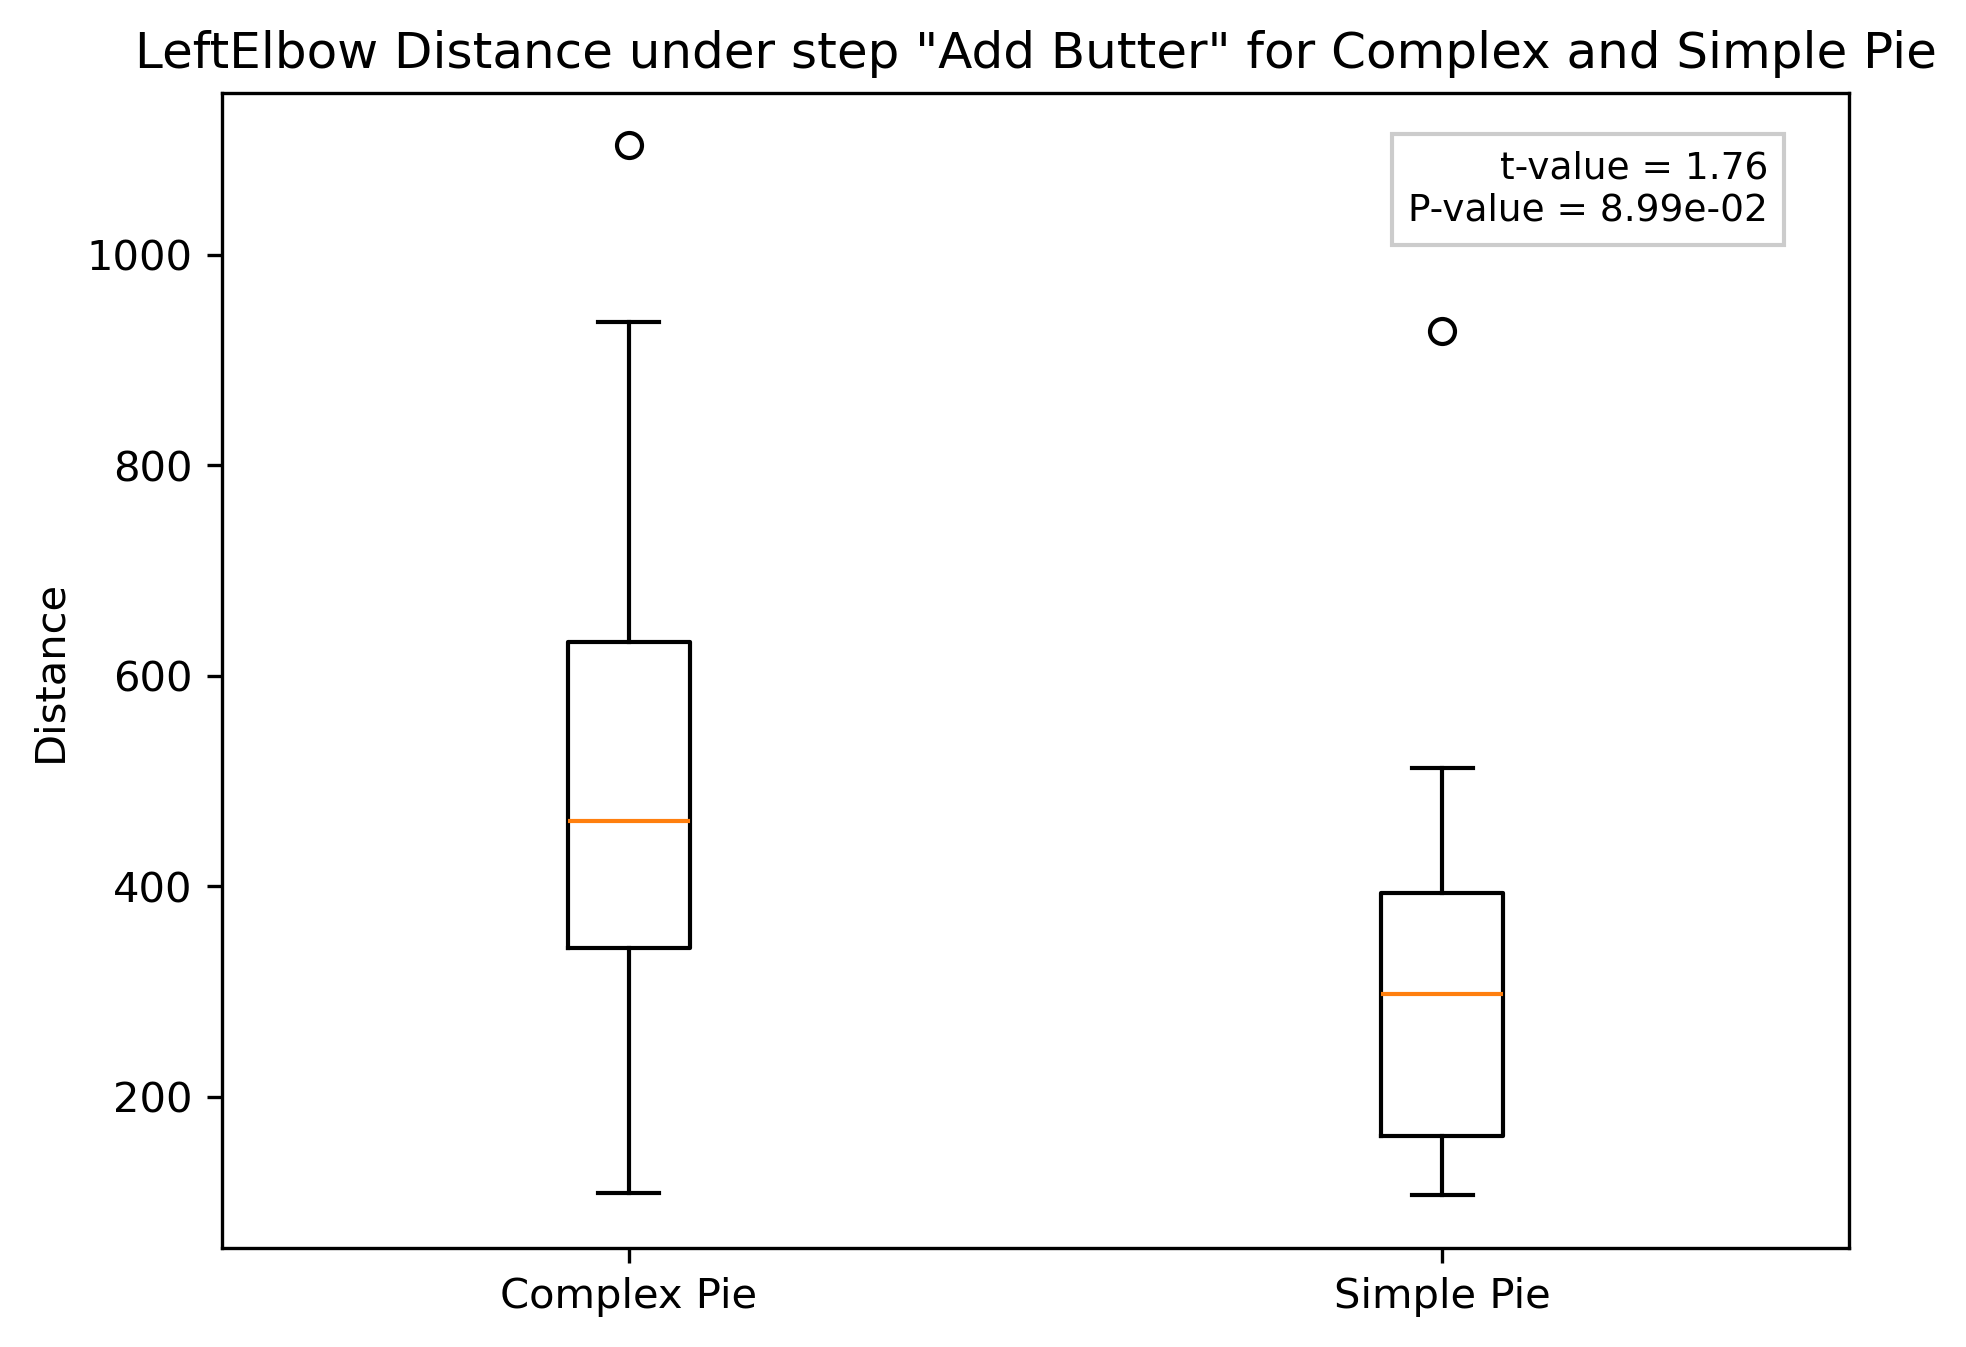 LeftElbow Distance under step "Add Butter" for Complex and Simple Pie
t-value = 1.76
P-value = 8.99e-02
1000
800
600
400
200
Distance
Complex Pie
Simple Pie